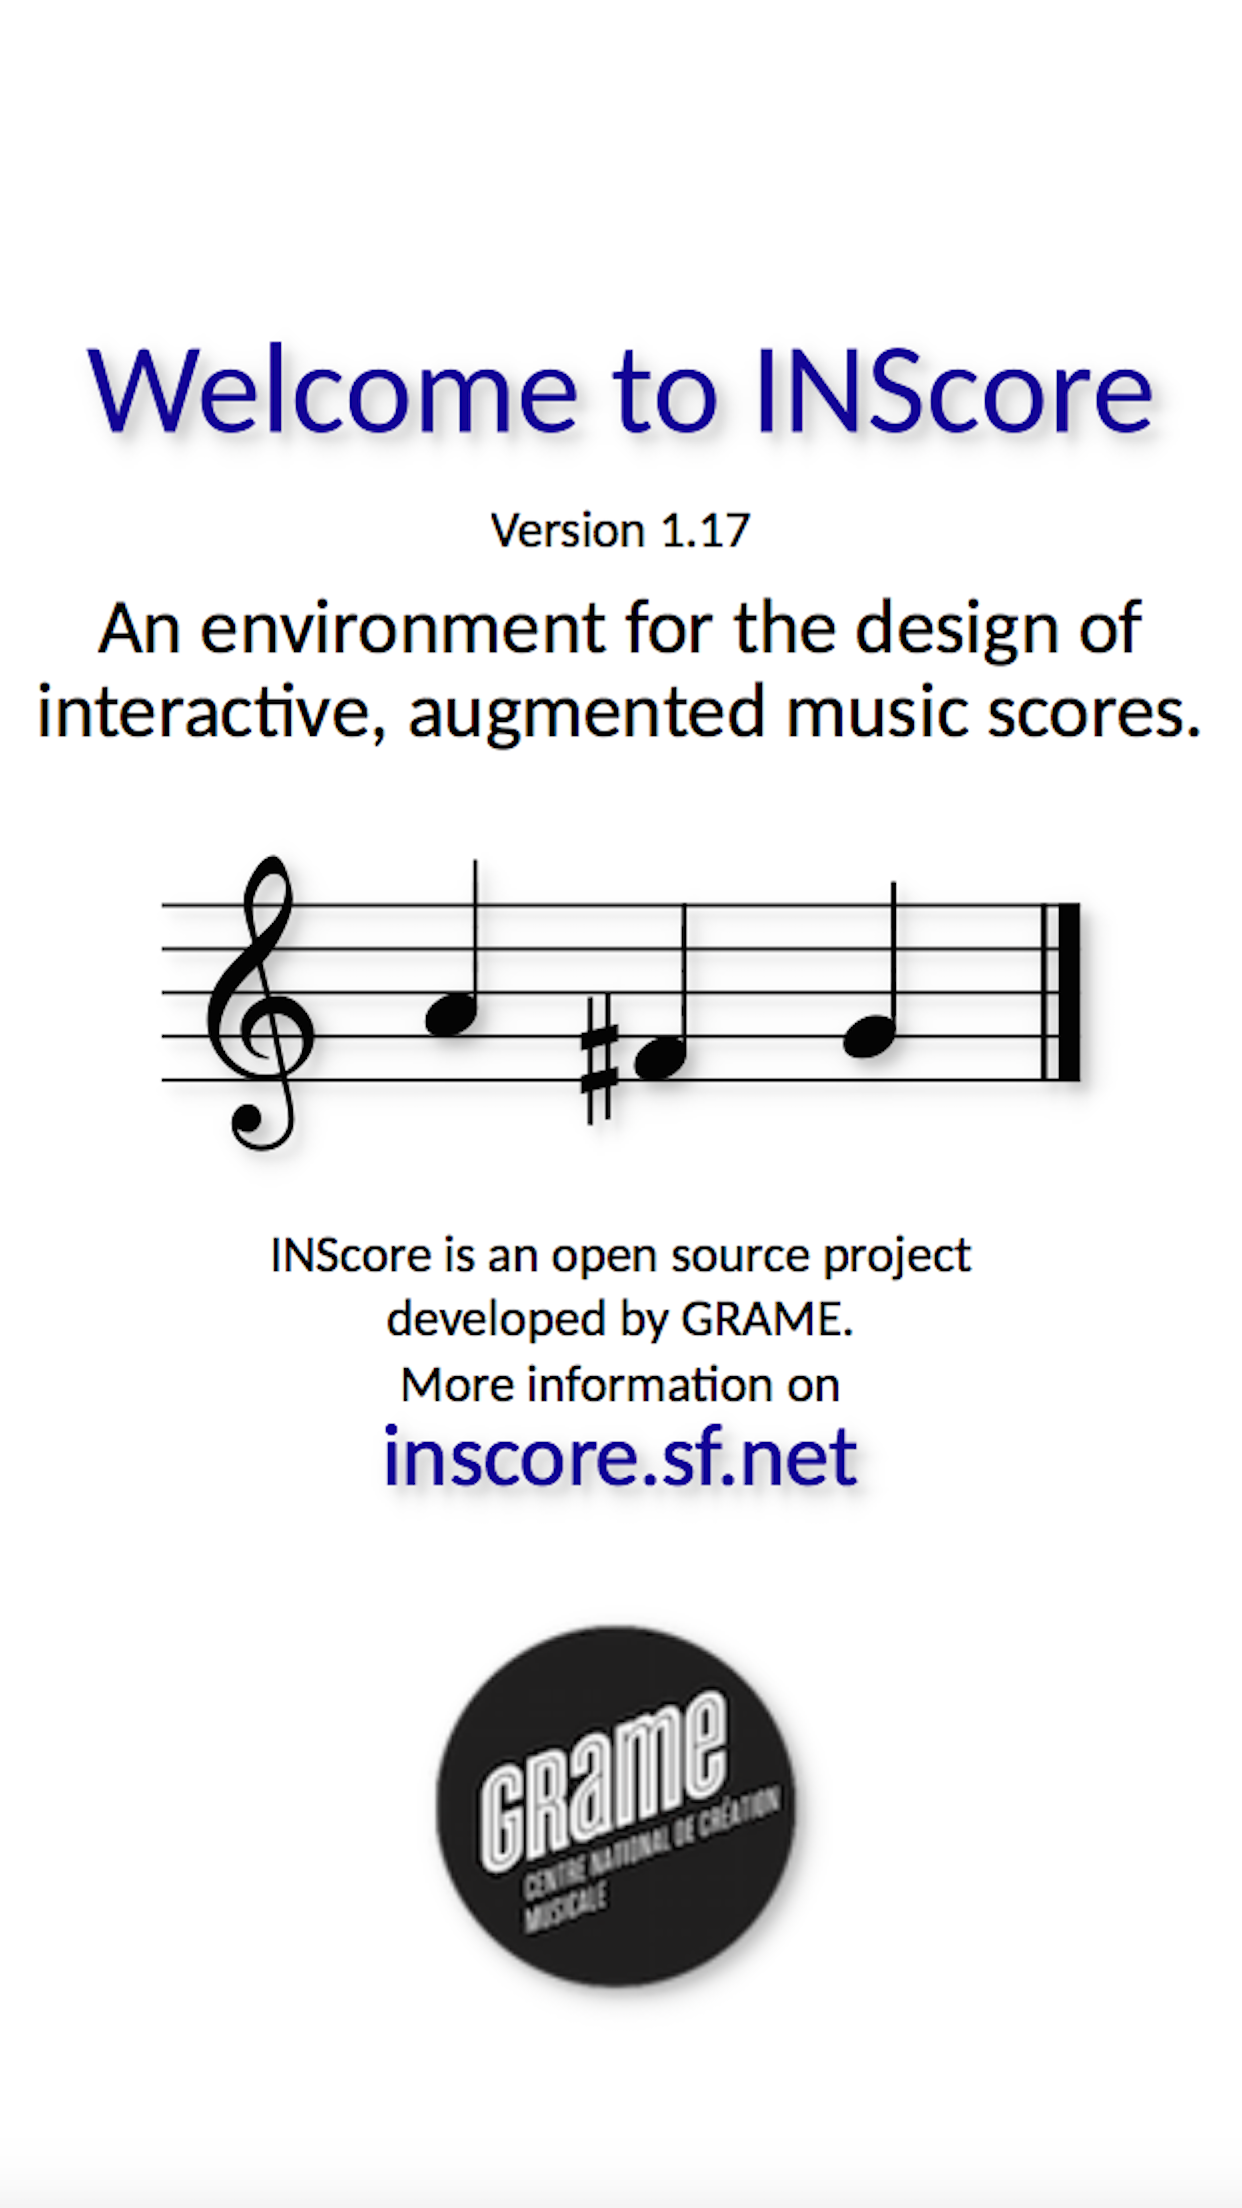 Welcome to INScore
Version 1.17
An environment for the design of
interactive, augmented music scores.
INScore is an open source project
developed by GRAME.
More information on
inscore.sf.net
GRame
CENTRE NATIONAL DE CRÉATION
MUSICALE